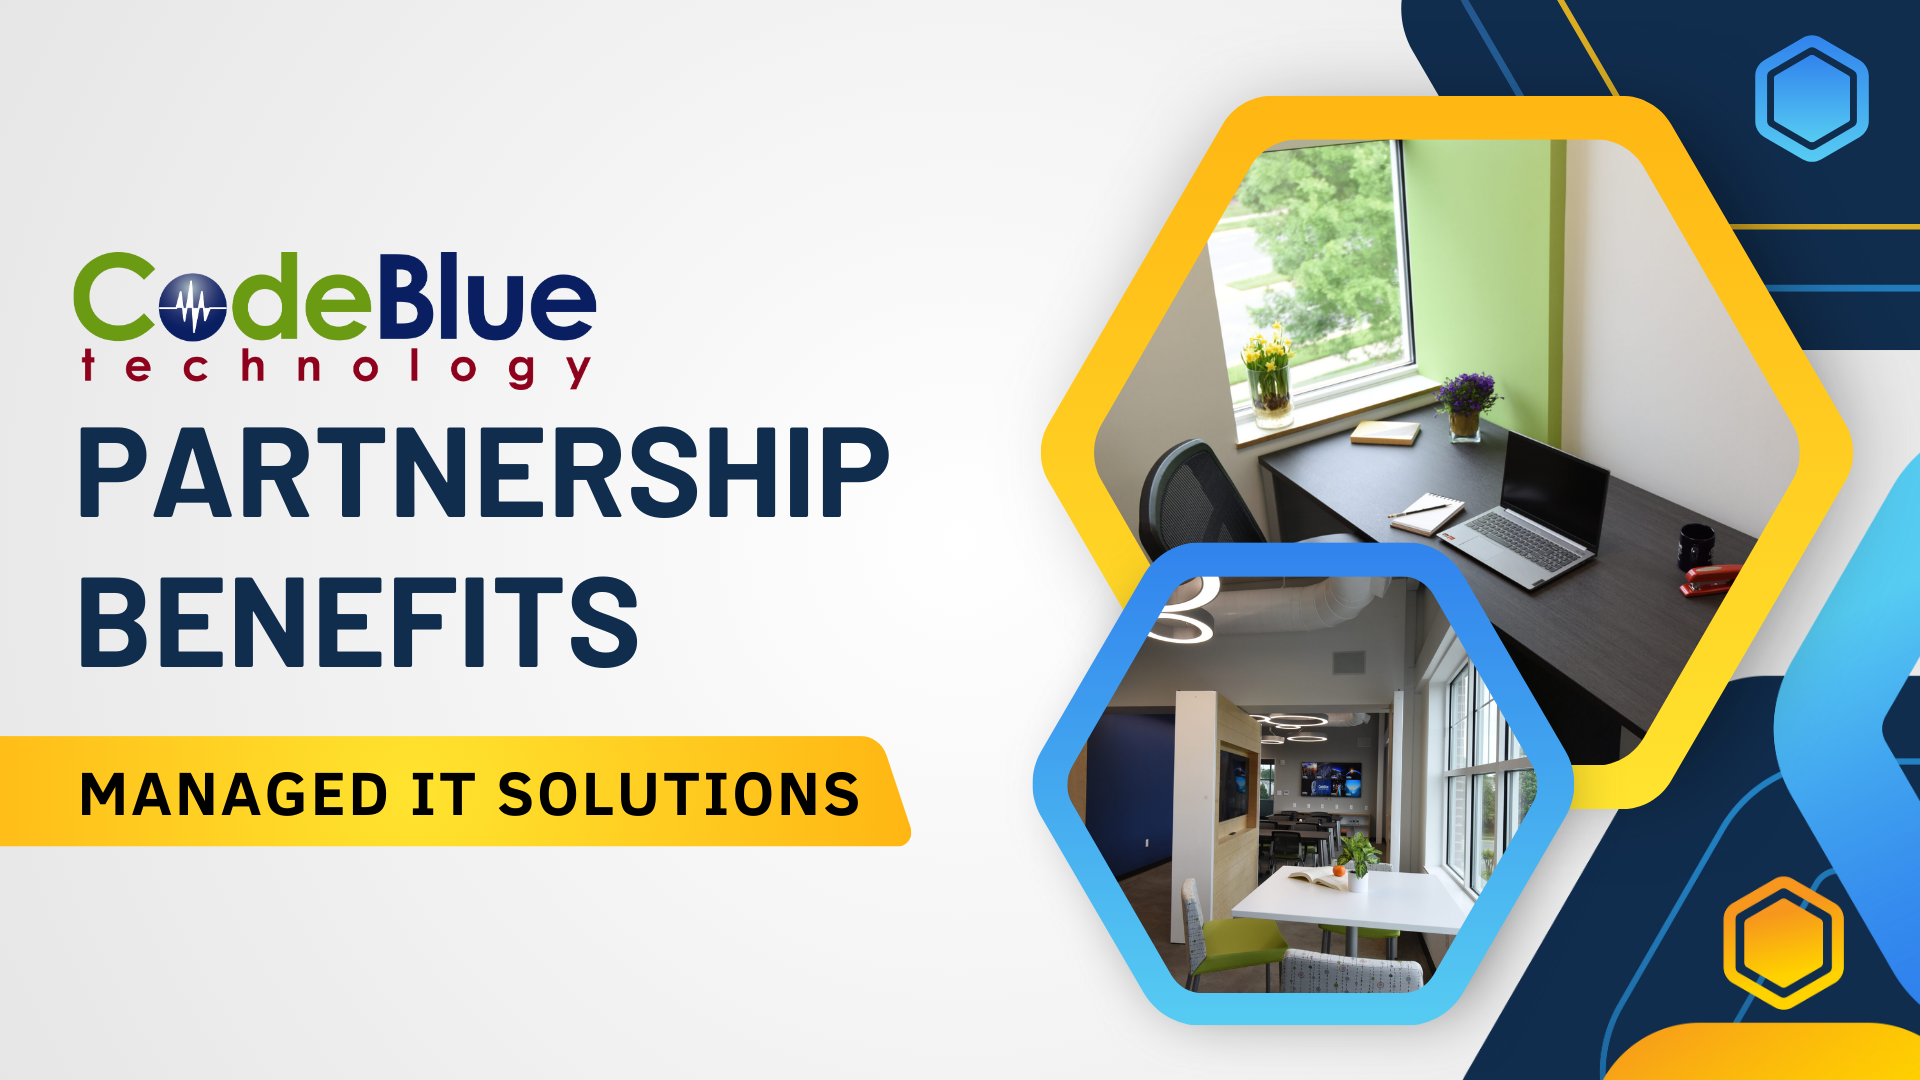 CodeBlue
technology
PARTNERSHIP
BENEFITS
MANAGED IT SOLUTIONS